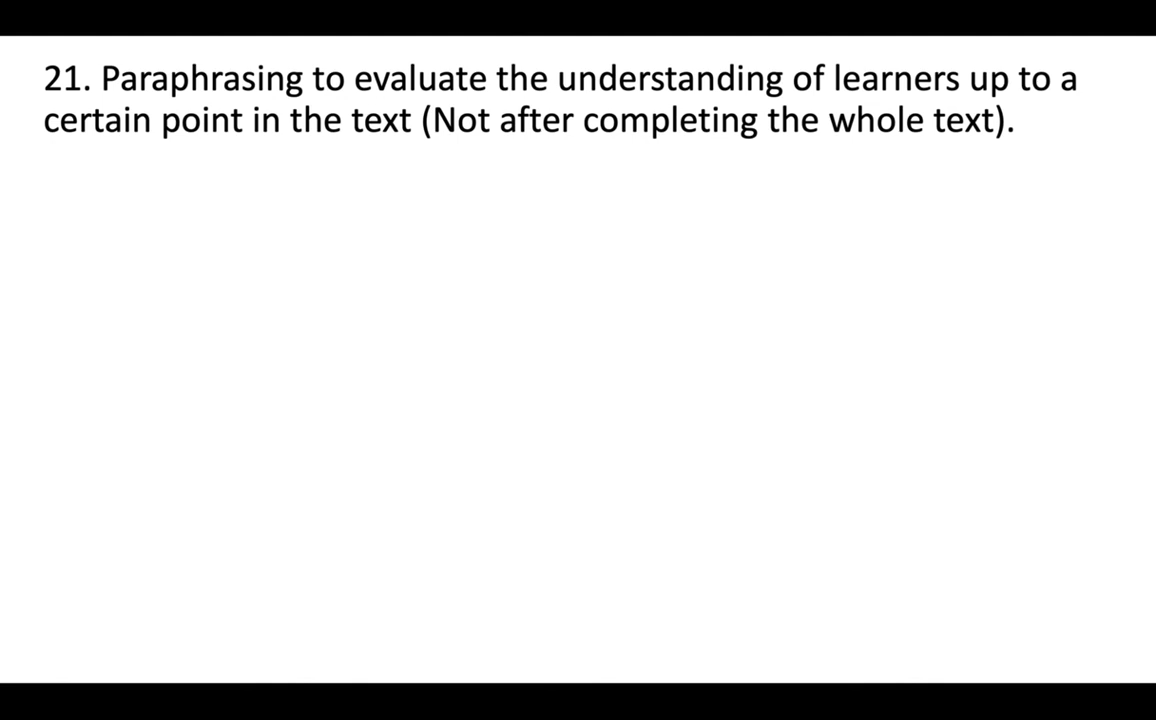 21. Paraphrasing to evaluate the understanding of learners up to a
certain point in the text (Not after completing the whole text).